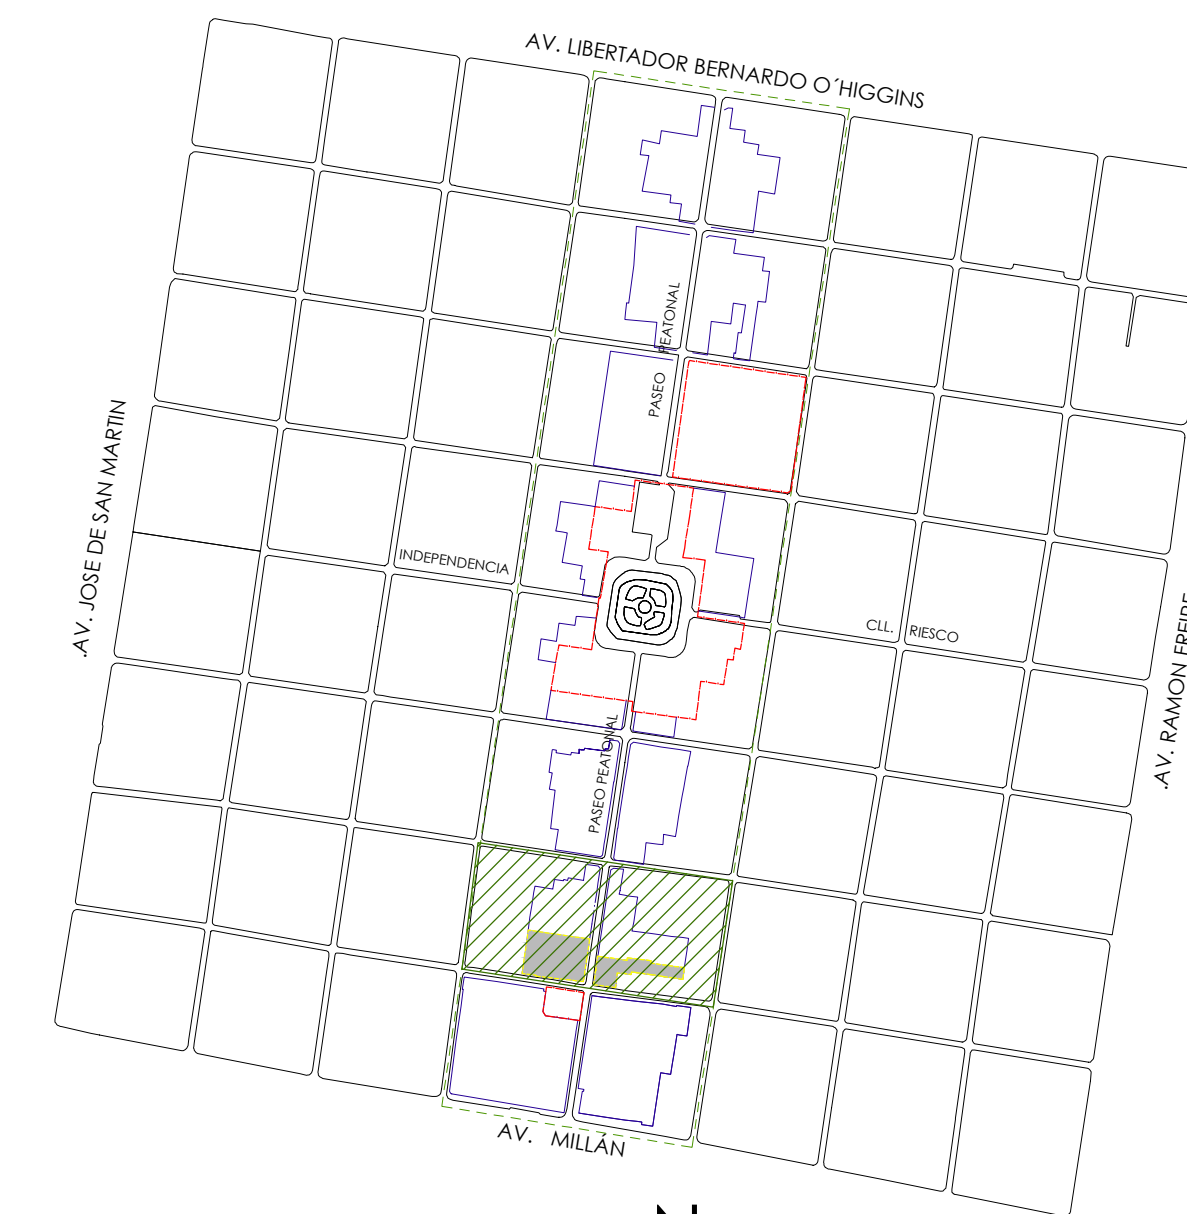 AV. LIBERTADOR BERNARDO O´HIGGINS
PASEO PEATONAL
.AV. JOSE DE SAN MARTIN
INDEPENDENCIA
CLL. RIESCO
.AV. RAMON FREIRE
PASEO PEATONAL
AV. MILLÁN
N